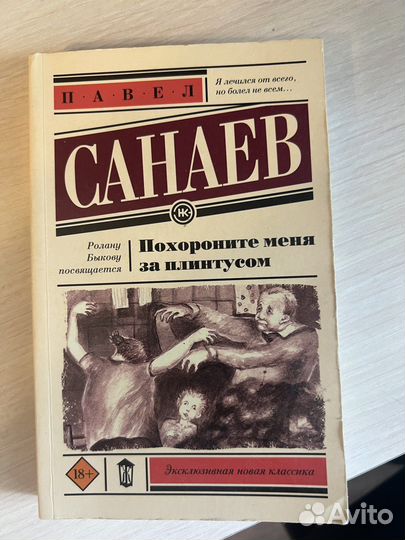 П·А·В·Е·Л
Я лечился от всего,
но болел не всем...
САНАЕВ
НК
Ролану
Быкову
посвящается
Похороните меня
за плинтусом
18+
Эксклюзивная новая классика
Avito